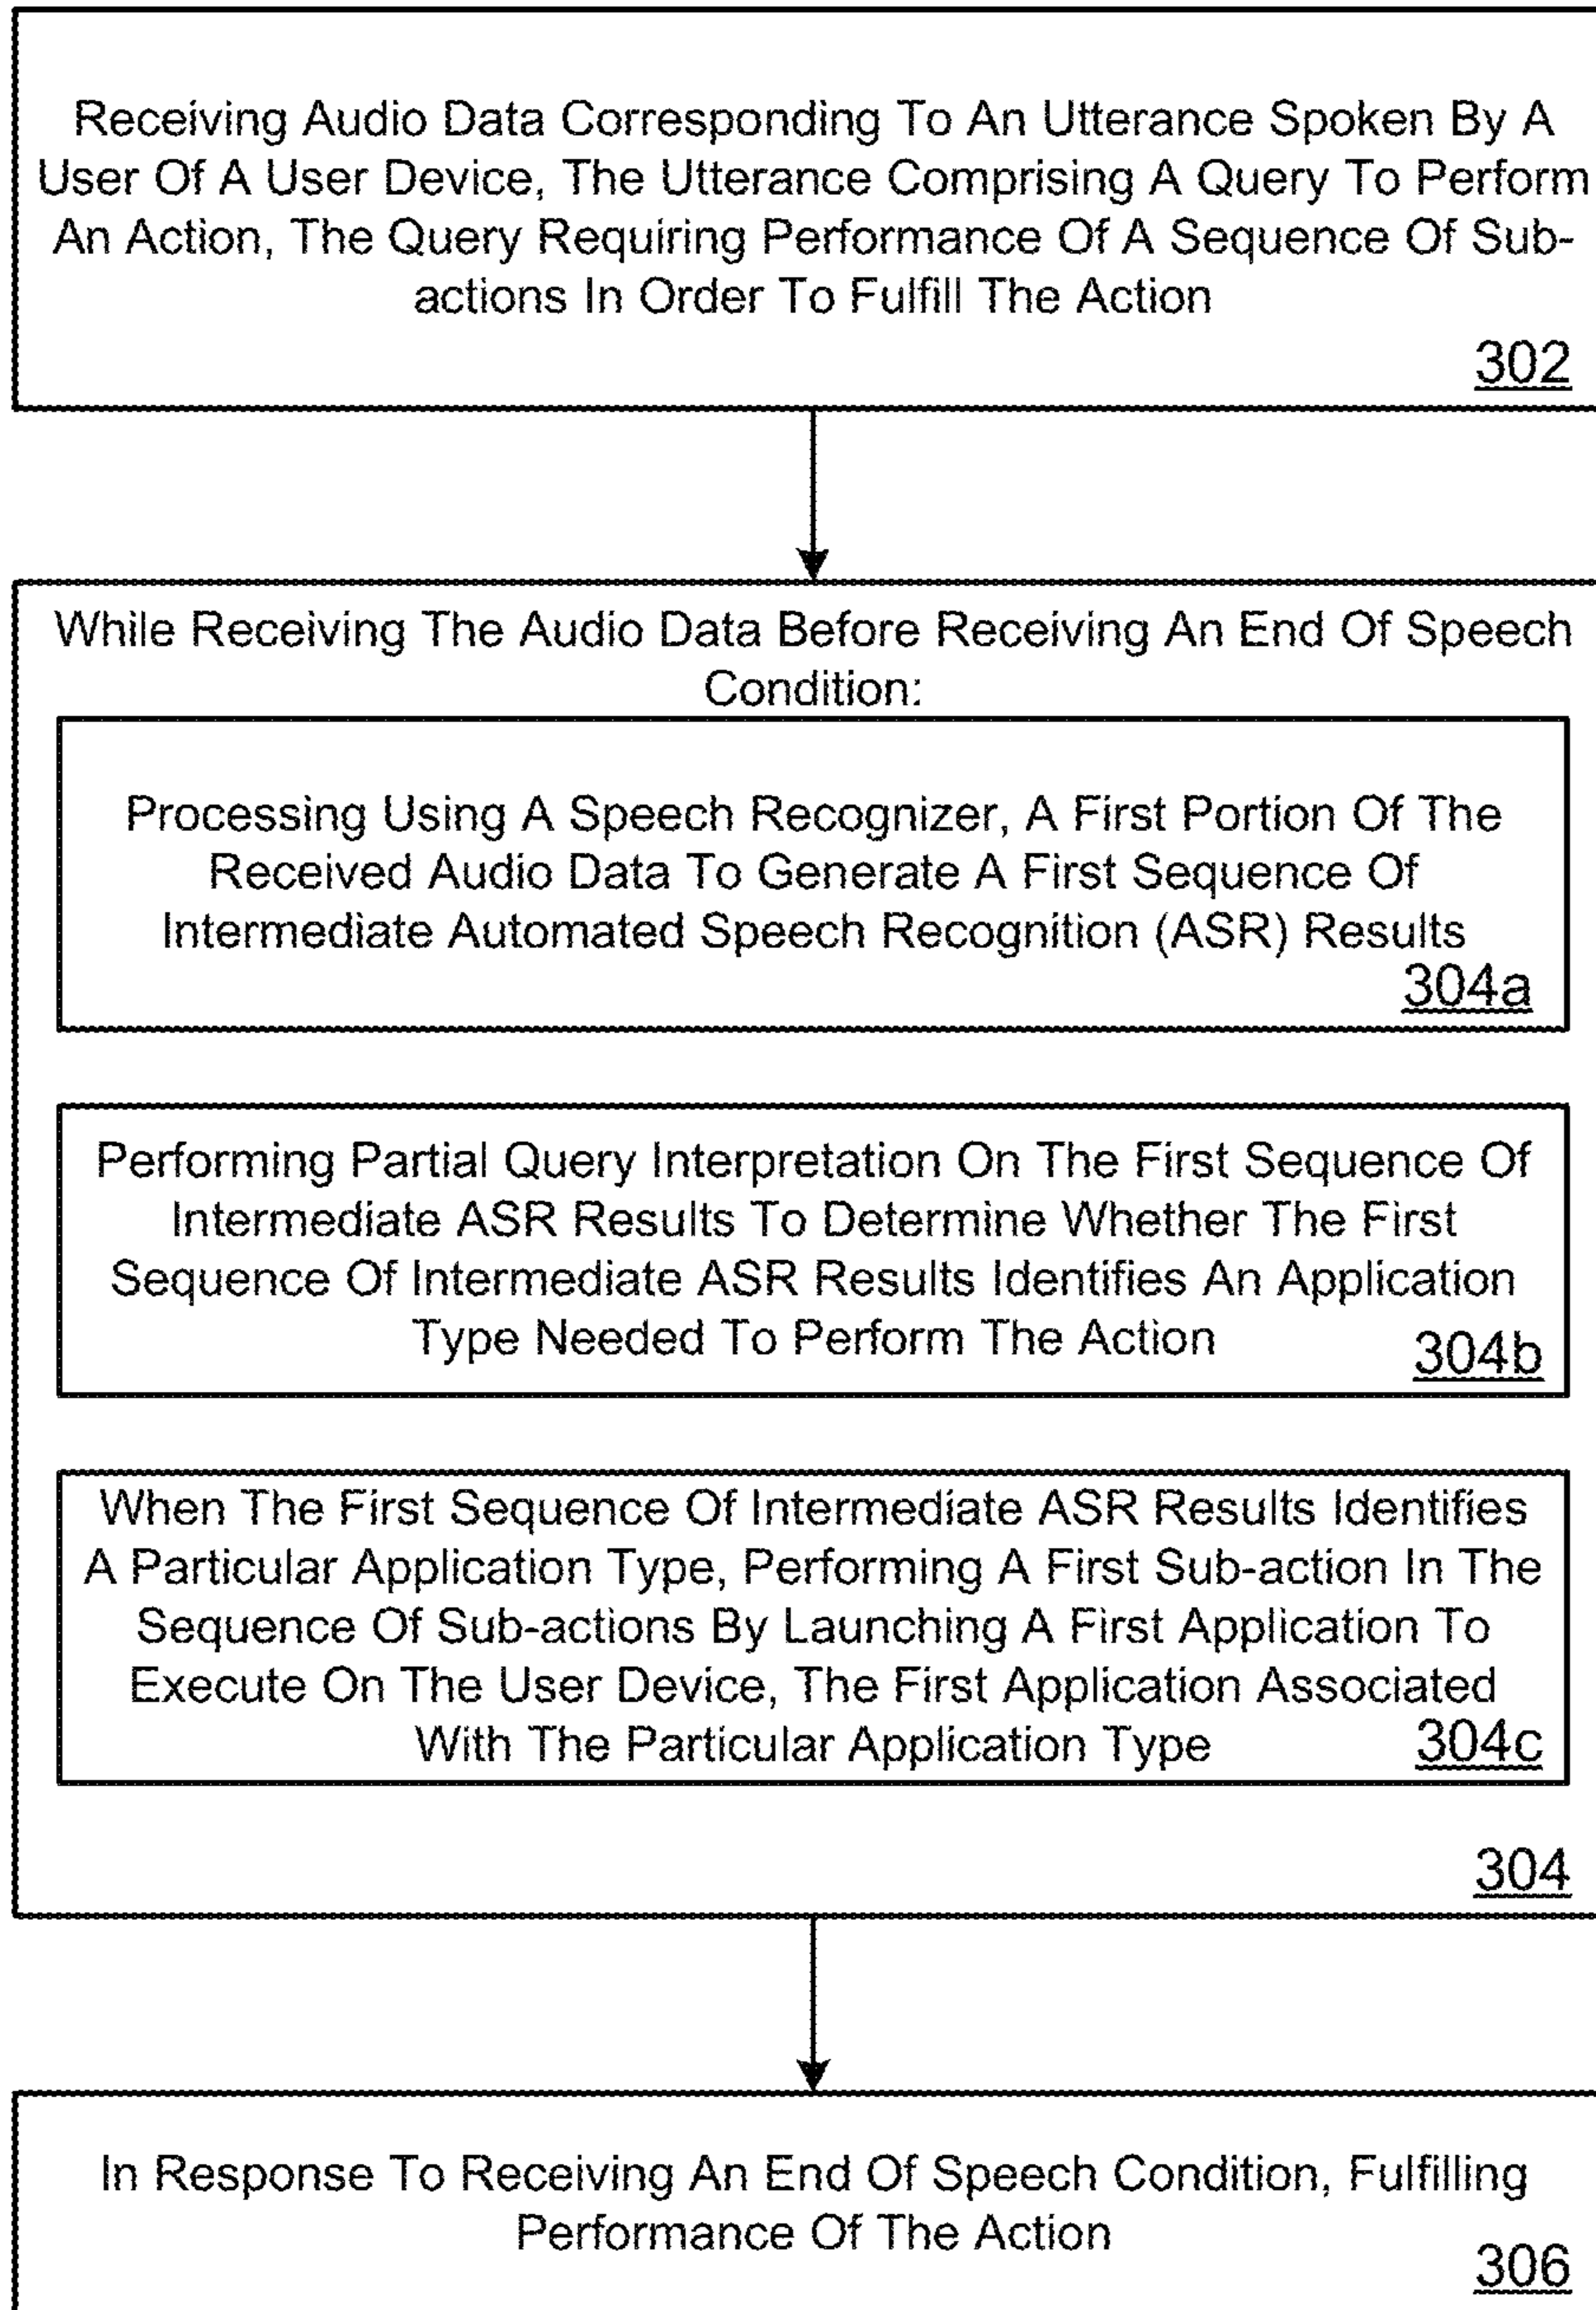 Receiving Audio Data Corresponding To An Utterance Spoken By A
User Of A User Device, The Utterance Comprising A Query To Perform
An Action, The Query Requiring Performance Of A Sequence Of Sub-
actions In Order To Fulfill The Action
302
While Receiving The Audio Data Before Receiving An End Of Speech
Condition:
Processing Using A Speech Recognizer, A First Portion Of The
Received Audio Data To Generate A First Sequence Of
Intermediate Automated Speech Recognition (ASR) Results
304a
Performing Partial Query Interpretation On The First Sequence Of
Intermediate ASR Results To Determine Whether The First
Sequence Of Intermediate ASR Results Identifies An Application
Type Needed To Perform The Action
304b
When The First Sequence Of Intermediate ASR Results Identifies
A Particular Application Type, Performing A First Sub-action In The
Sequence Of Sub-actions By Launching A First Application To
Execute On The User Device, The First Application Associated
With The Particular Application Type
304c
304
In Response To Receiving An End Of Speech Condition, Fulfilling
Performance Of The Action
306